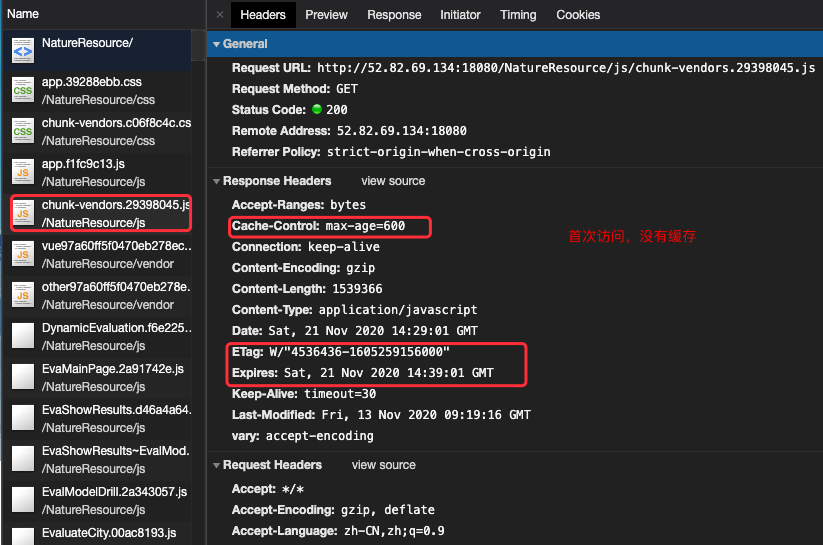 Name
× Headers Preview Response Initiator Timing Cookies
NatureResource/
app.39288ebb.css
/NatureResource/css
chunk-vendors.c06f8c4c.cs
/NatureResource/css
app.f1fc9c13.js
/NatureResource/js
chunk-vendors.29398045.js
/NatureResource/js
vue97a60ff5f0470eb278ec…
/NatureResource/vendor
other97a60ff5f0470eb278e…
/NatureResource/vendor
DynamicEvaluation.f6e225…
/NatureResource/js
EvaMainPage.2a91742e.js
/NatureResource/js
EvaShowResults.d46a4a64.
/NatureResource/js
EvaShowResults~EvalMod…
/NatureResource/js
EvalModelDrill.2a343057.js
/NatureResource/js
EvaluateCity.00ac8193.js
General
Request URL: http://52.82.69.134:18080/NatureResource/js/chunk-vendors.29398045.js
Request Method: GET
Status Code: 200
Remote Address: 52.82.69.134:18080
Referrer Policy: strict-origin-when-cross-origin
Response Headers view source
Accept-Ranges: bytes
Cache-Control: max-age=600
首次访问，没有缓存
Connection: keep-alive
Content-Encoding: gzip
Content-Length: 1539366
Content-Type: application/javascript
Date: Sat, 21 Nov 2020 14:29:01 GMT
ETag: W/"4536436-1605259156000"
Expires: Sat, 21 Nov 2020 14:39:01 GMT
Keep-Alive: timeout=30
Last-Modified: Fri, 13 Nov 2020 09:19:16 GMT
vary: accept-encoding
Request Headers view source
Accept: */*
Accept-Encoding: gzip, deflate
Accept-Language: zh-CN,zh;q=0.9